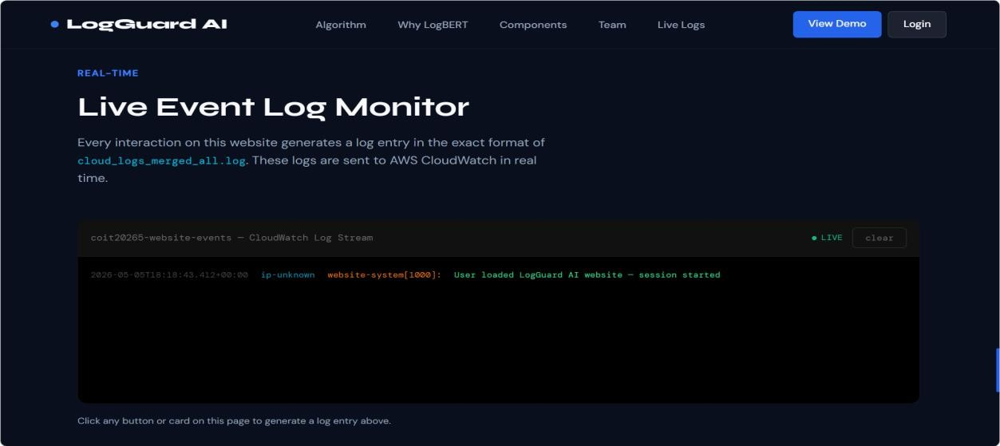 LogGuard AI
Algorithm Why LogBERT Components Team Live Logs View Demo Login
REAL-TIME
Live Event Log Monitor
Every interaction on this website generates a log entry in the exact format of
cloud_logs_merged_all.log. These logs are sent to AWS CloudWatch in real
time.
coit20265-website-events — CloudWatch Log Stream
LIVE clear
2026-05-05T18:18:43.412+00:00 ip-unknown website-system[1000]: User loaded LogGuard AI website — session started
Click any button or card on this page to generate a log entry above.